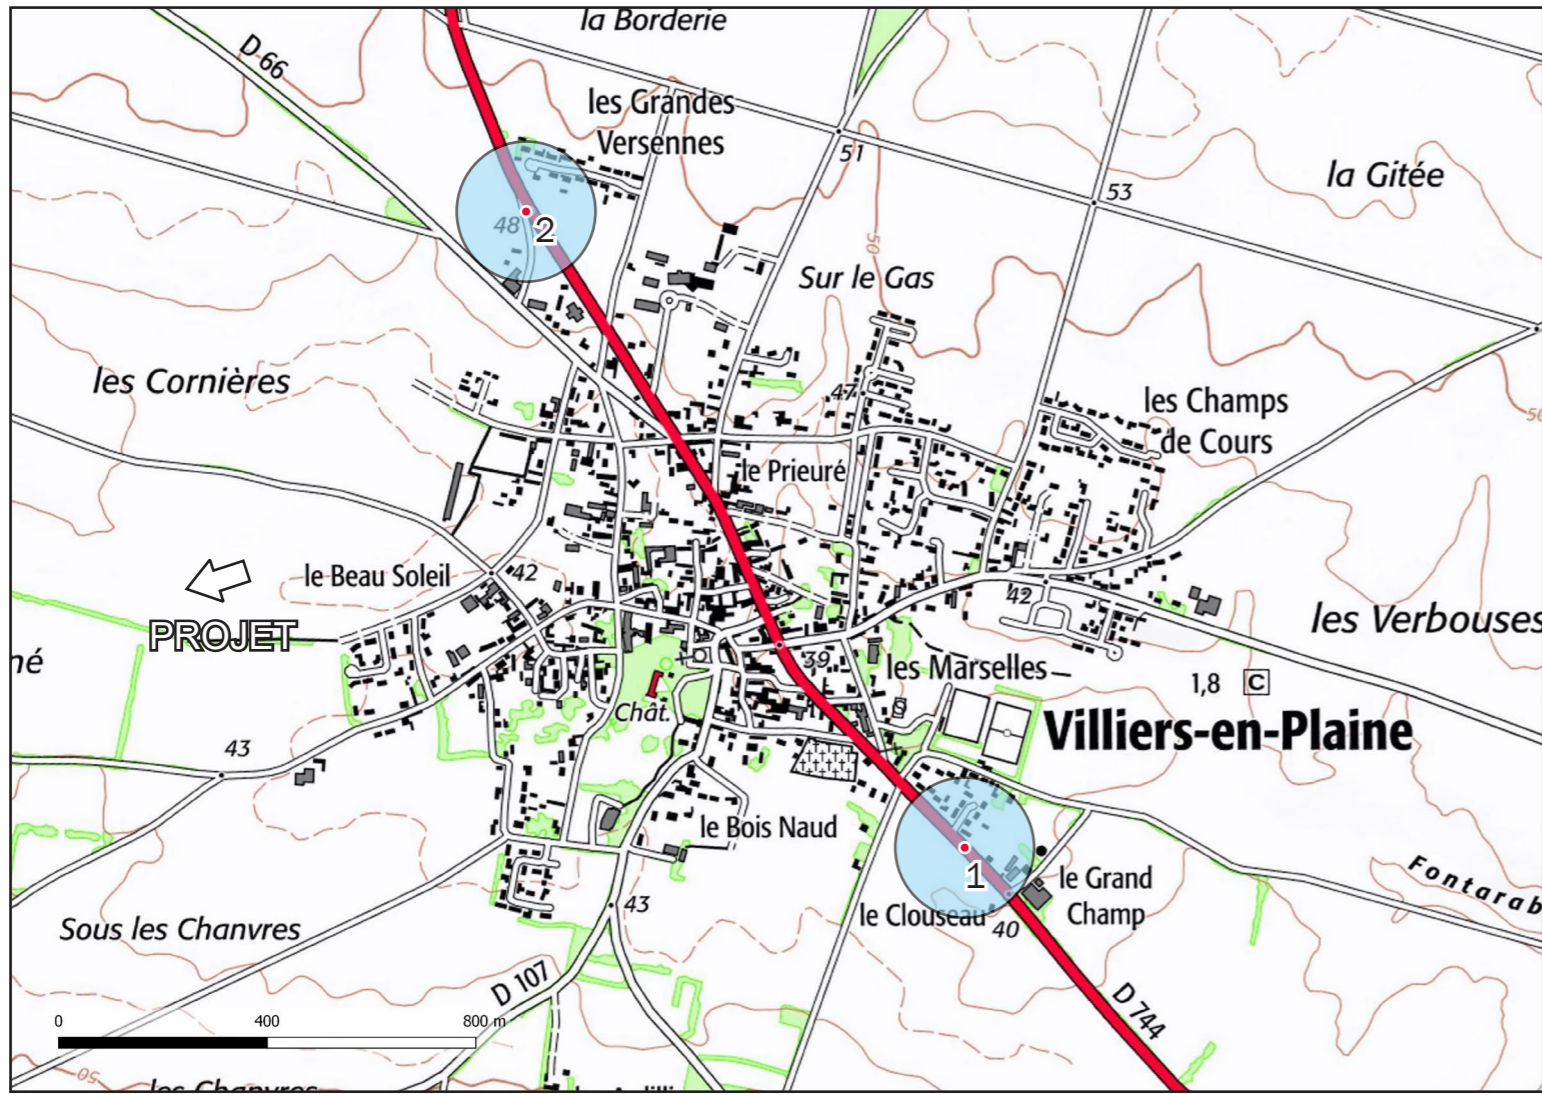 la Borderie
D 66
les Grandes
Versennes
51
la Gitée
53
48
2
50
Sur le Gas
les Cornières
47
les Champs
de Cours
le Prieuré
le Beau Soleil
42
42
PROJET
les Verbouses
né
39
les Marselles
1,8 C
Chât.
Villiers-en-Plaine
43
le Bois Naud
1
le Grand
Champ
Fontarab
le Clouseau
40
43
Sous les Chanvres
D 107
D 744
0 400 800 m
50
les Chanvres